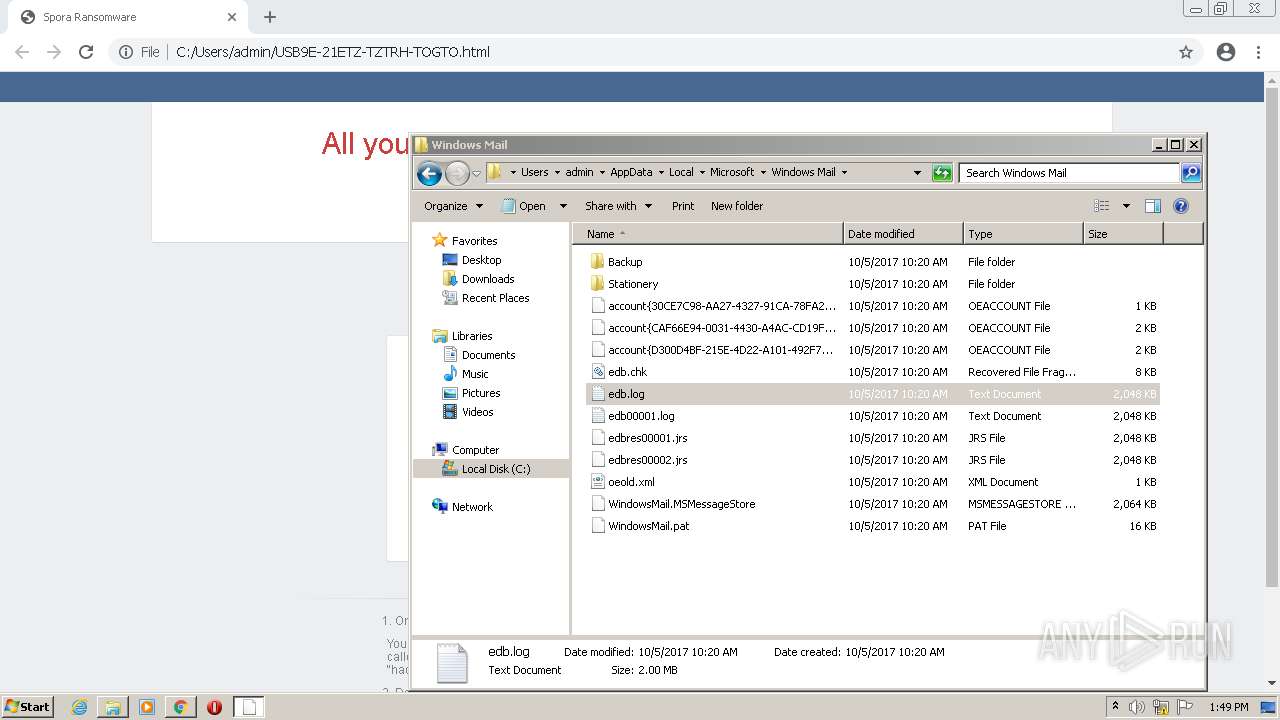 Spora Ransomware
File
C:/Users/admin/USB9E-21ETZ-TZTRH-TOGTO.html
All you
Windows Mail
Users
admin
AppData
Local
Microsoft
Windows Mail
Search Windows Mail
Organize
Open
Share with
Print
New folder
Favorites
Desktop
Downloads
Recent Places
Libraries
Documents
Music
Pictures
Videos
Computer
Local Disk (C:)
Network
Name Date modified Type Size
Backup 10/5/2017 10:20 AM File folder
Stationery 10/5/2017 10:20 AM File folder
account{30CE7C98-AA27-4327-91CA-78FA2... 10/5/2017 10:20 AM OEACCOUNT File 1 KB
account{CAF66E94-0031-4430-A4AC-CD19F... 10/5/2017 10:20 AM OEACCOUNT File KB
account{D300D4BF-215E-4D22-A101-492F7... 10/5/2017 10:20 AM OEACCOUNT File 2 KB
edb.chk 10/5/2017 10:20 AM Recovered File Frag... 8 KB
edb.log 10/5/2017 10:20 AM Text Document 2,048 KB
edb00001.log 10/5/2017 10:20 AM Text Document 2,048 KB
edbres00001.jrs 10/5/2017 10:20 AM JRS File 2,048 KB
edbres00002.jrs 10/5/2017 10:20 AM JRS File 2,048 KB
oeold.xml 10/5/2017 10:20 AM XML Document 1 KB
WindowsMail.MSMessageStore 10/5/2017 10:20 AM MSMESSAGESTORE ... 2,064 KB
WindowsMail.pat 10/5/2017 10:20 AM PAT File 16 KB
edb.log Date modified: 10/5/2017 10:20 AM Date created: 10/5/2017 10:20 AM
Text Document Size: 2.00 MB
ANY RUN
1. On
You
calle
"ha
Start
1:49 PM